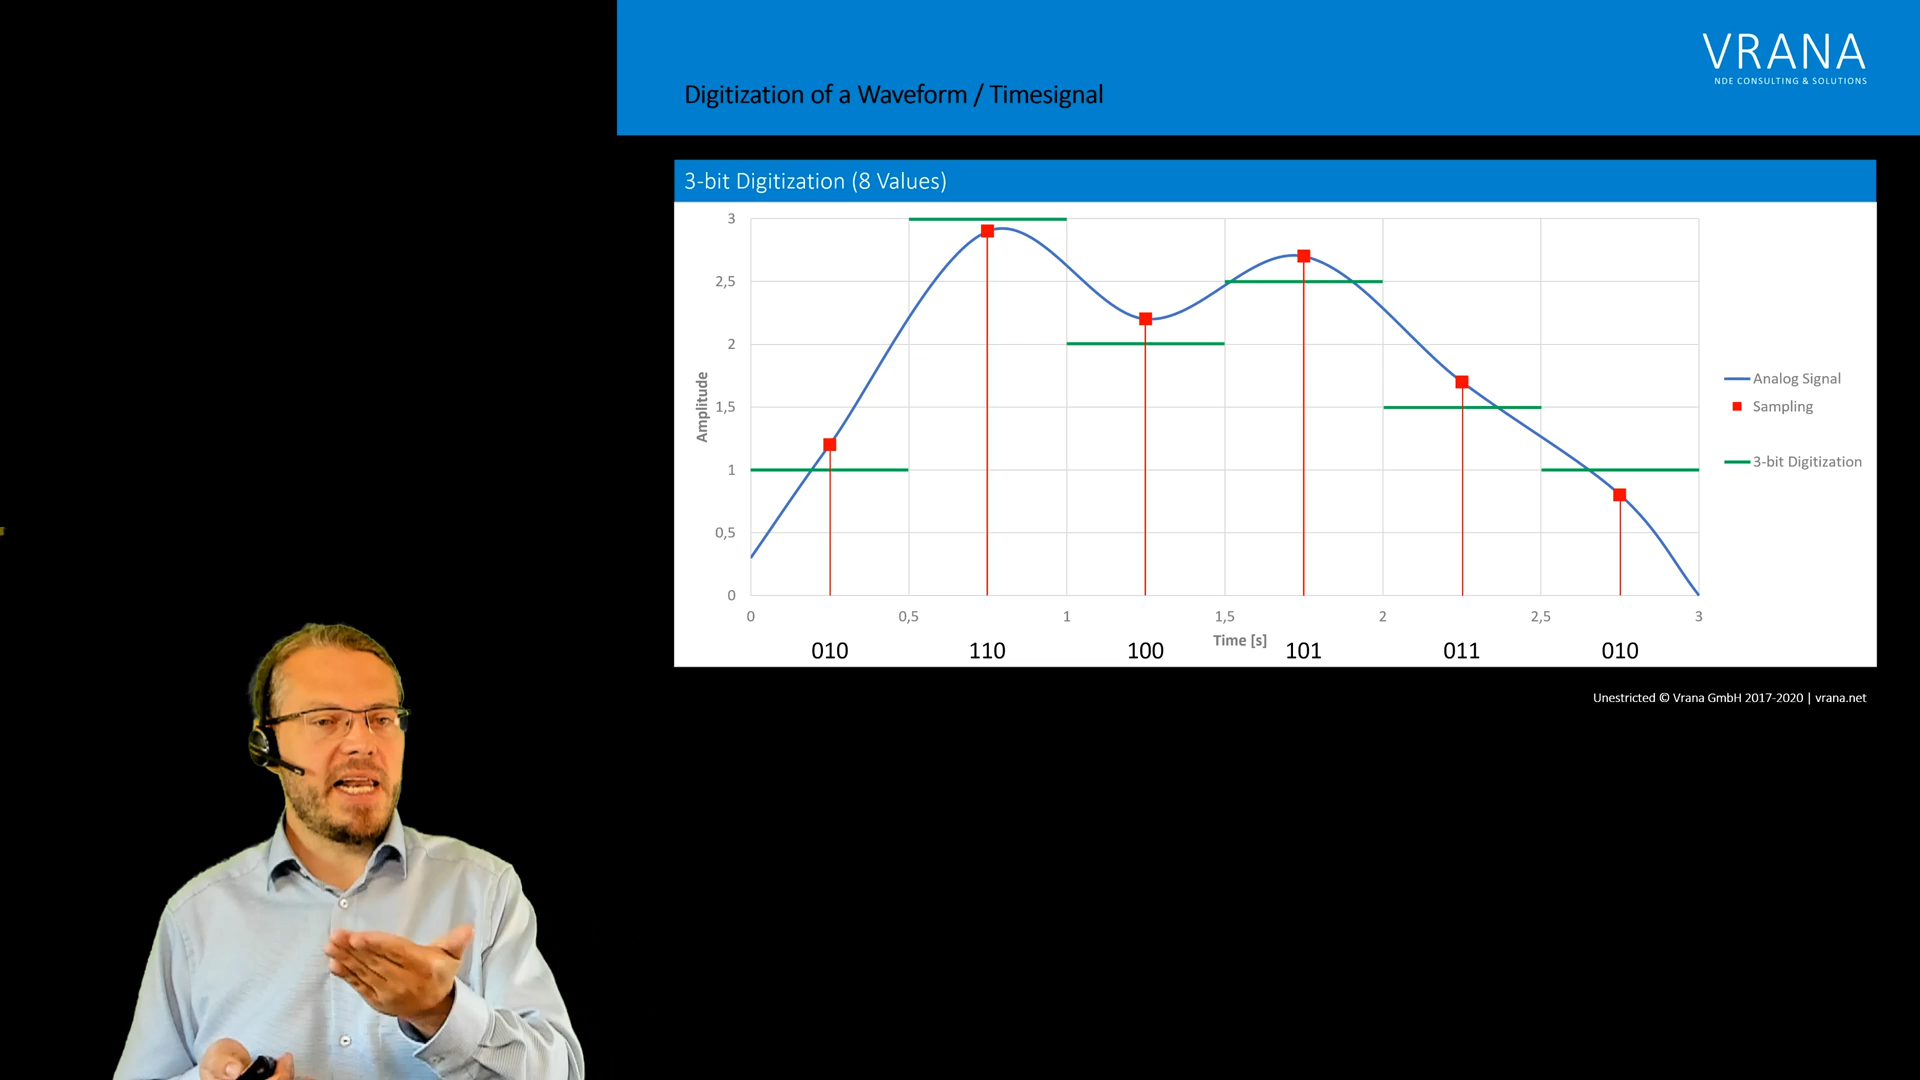 VRANA
NDE CONSULTING & SOLUTIONS
Digitization of a Waveform / Timesignal
3-bit Digitization (8 Values)
3
2,5
2
1,5
1
0,5
0
Amplitude
0 0,5 1 1,5 2 2,5 3
Time [s]
010 110 100 101 011 010
Analog Signal
Sampling
3-bit Digitization
Unestricted © Vrana GmbH 2017-2020 | vrana.net